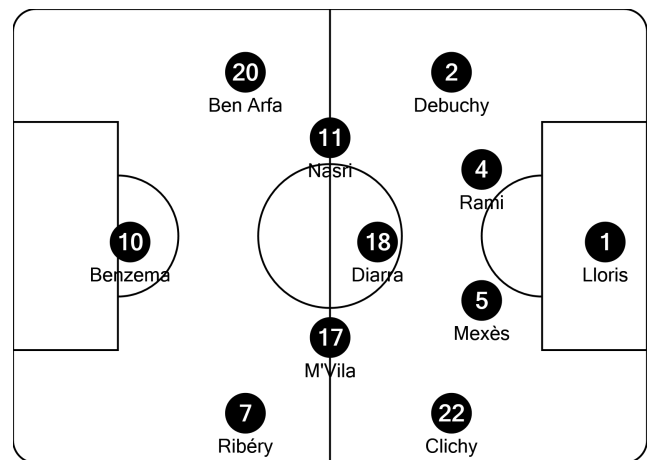 20
Ben Arfa
2
Debuchy
11
Nasri
4
Rami
10
Benzema
18
Diarra
1
Lloris
5
Mexès
17
M'Vila
7
Ribéry
22
Clichy